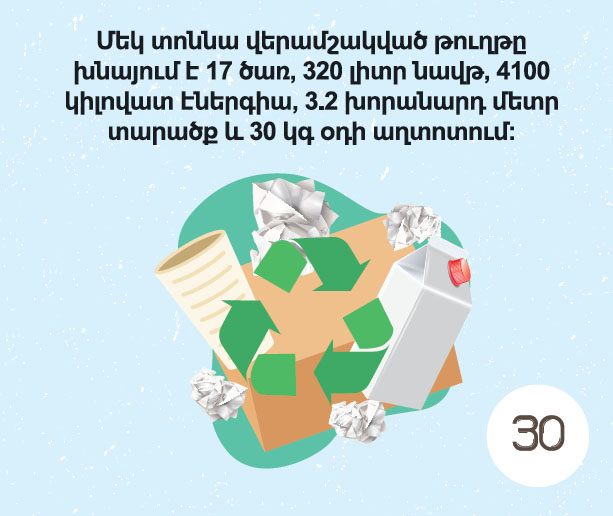 Մեկ տոննա վերամշակված թուղթը
խնայում է 17 ծառ, 320 լիտր նավթ, 4100
կիլովատ էներգիա, 3.2 խորանարդ մետր
տարածք և 30 կգ օդի աղտոտում:
30